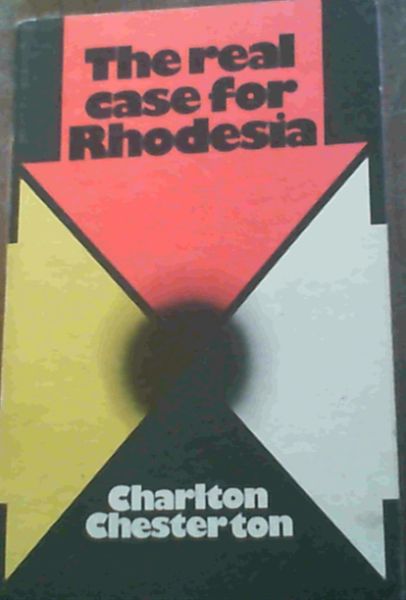 The real
case for
Rhodesia
Charlton
Chesterton